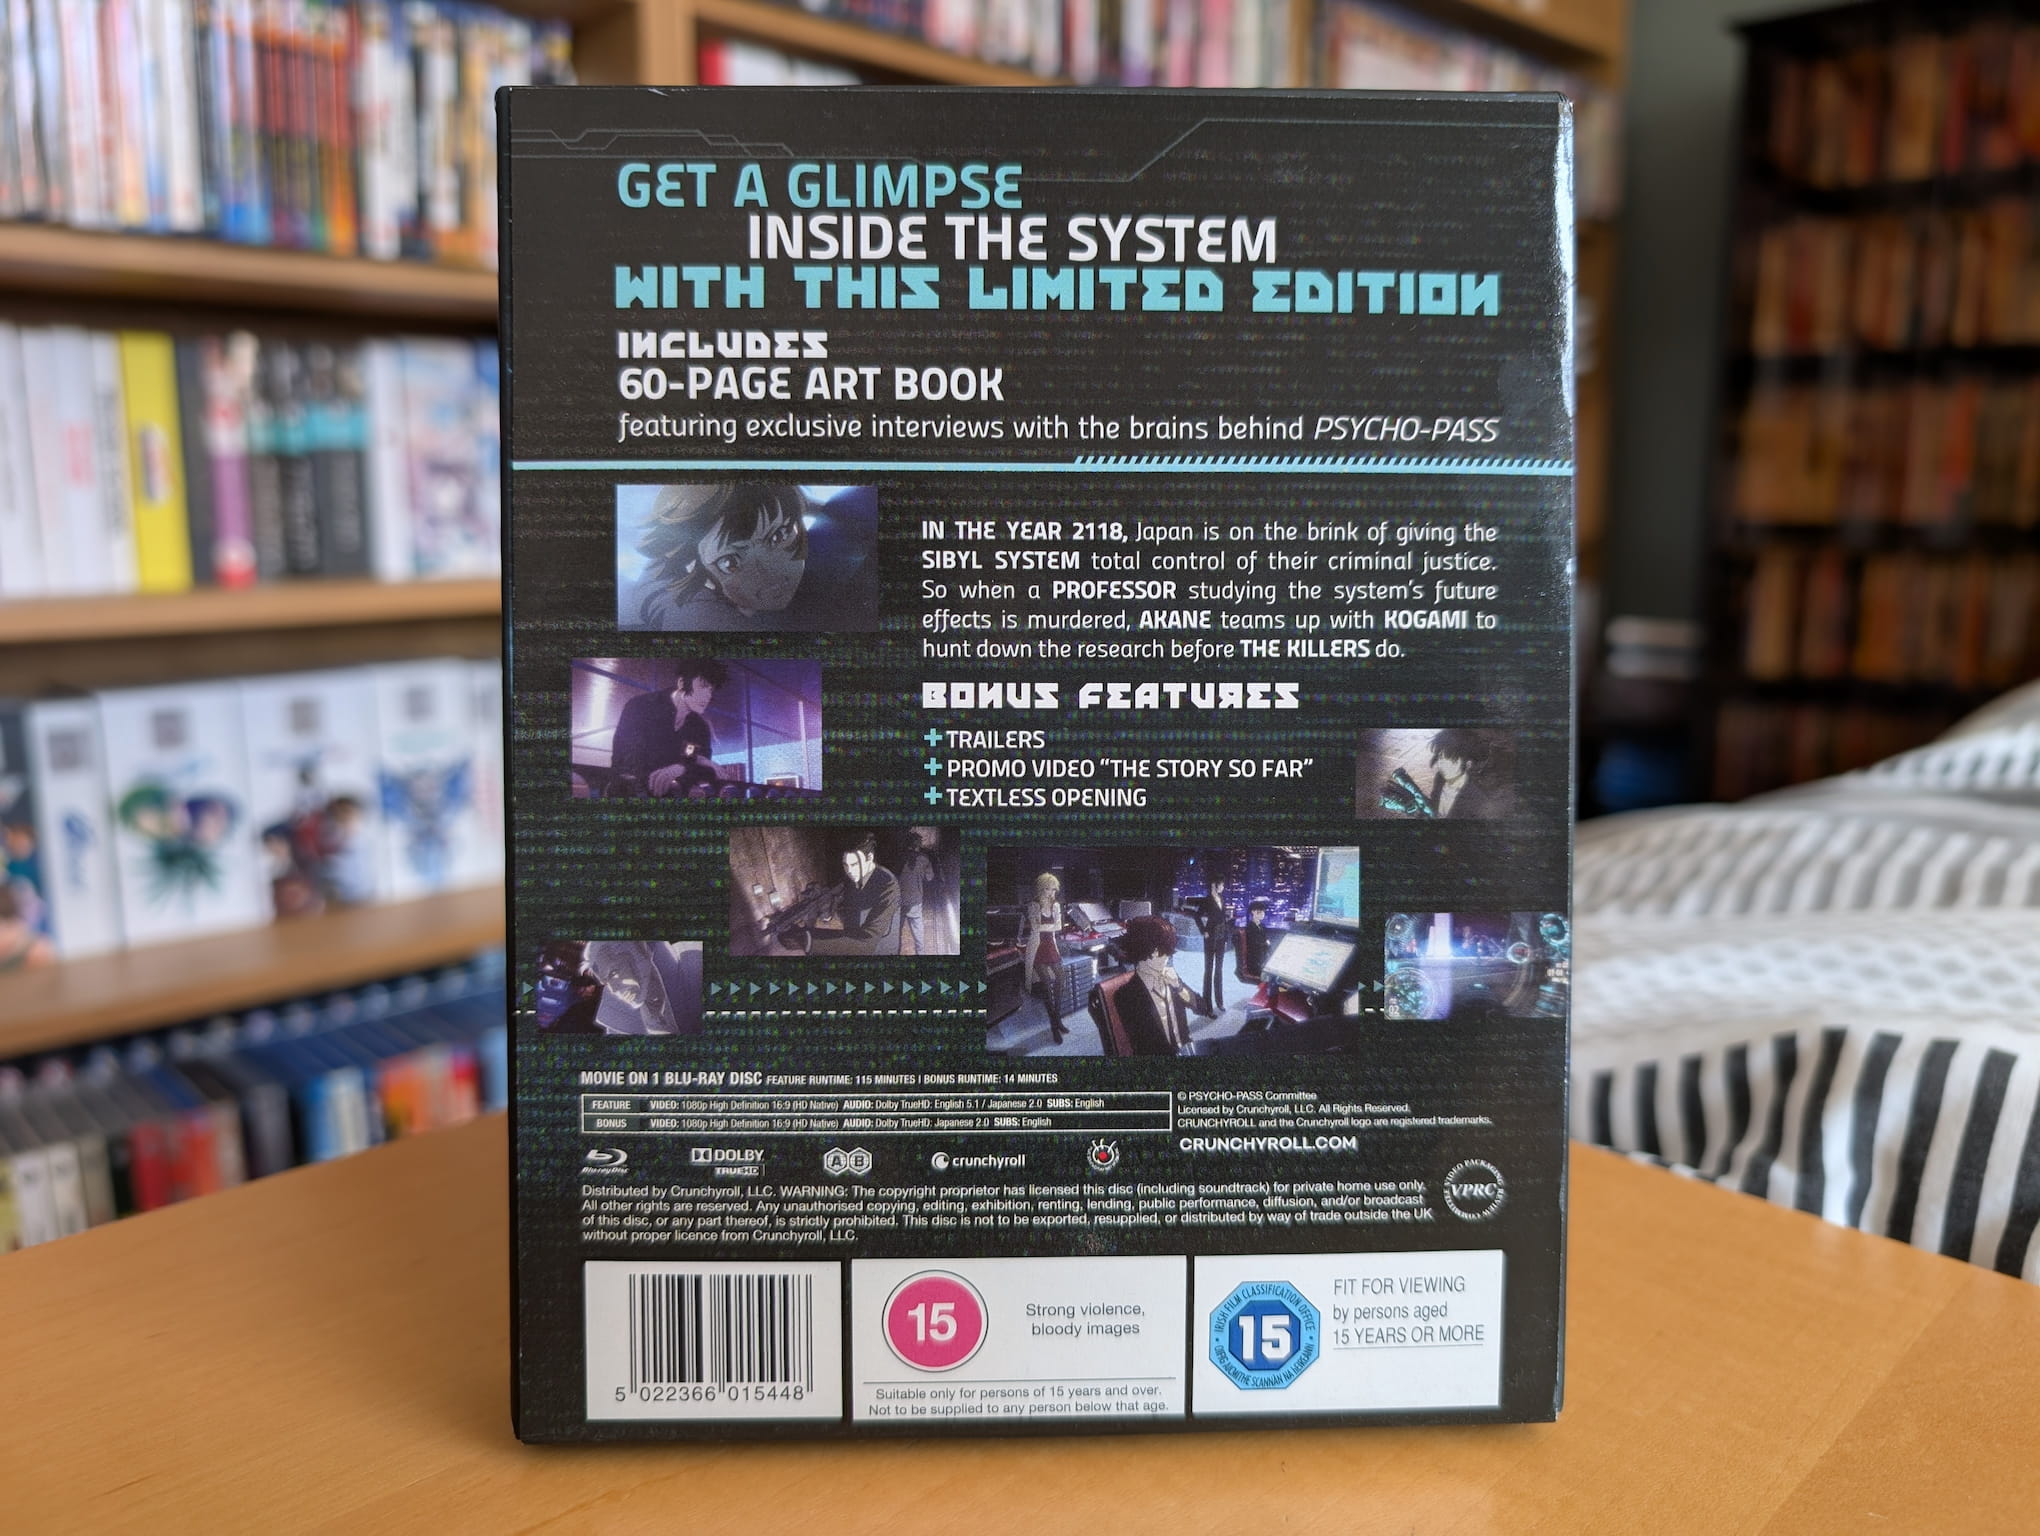 GET A GLIMPSE
INSIDE THE SYSTEM
WITH THIS LIMITED EDITION
INCLUDES
60-PAGE ART BOOK
featuring exclusive interviews with the brains behind PSYCHO-PASS
IN THE YEAR 2118, Japan is on the brink of giving the
SIBYL SYSTEM total control of their criminal justice.
So when a PROFESSOR studying the system's future
effects is murdered, AKANE teams up with KOGAMI to
hunt down the research before THE KILLERS do.
BONUS FEATURES
+TRAILERS
+PROMO VIDEO "THE STORY SO FAR"
+TEXTLESS OPENING
02
MOVIE ON 1 BLU-RAY DISC FEATURE RUNTIME: 115 MINUTES | BONUS RUNTIME: 14 MINUTES
FEATURE VIDEO: 1080p High Definition 16:9 (HD Native) AUDIO: Dolby TrueHD: English 5.1 / Japanese 2.0 SUBS: English
BONUS VIDEO: 1080p High Definition 16:9 (HD Native) AUDIO: Dolby TrueHD: Japanese 2.0 SUBS: English
© PSYCHO-PASS Committee
Licensed by Crunchyroll, LLC. All Rights Reserved.
CRUNCHYROLL and the Crunchyroll logo are registered trademarks.
CRUNCHYROLL.COM
Blu-ray Disc
DOLBY
TRUEHD
A B
crunchyroll
Distributed by Crunchyroll, LLC. WARNING: The copyright proprietor has licensed this disc (including soundtrack) for private home use only.
All other rights are reserved. Any unauthorised copying, editing, exhibition, renting, lending, public performance, diffusion, and/or broadcast
of this disc, or any part thereof, is strictly prohibited. This disc is not to be exported, resupplied, or distributed by way of trade outside the UK
without proper licence from Crunchyroll, LLC.
VPRC
5 022366 015448
15
Strong violence,
bloody images
Suitable only for persons of 15 years and over.
Not to be supplied to any person below that age.
IRISH FILM CLASSIFICATION OFFICE
15
FIT FOR VIEWING
by persons aged
15 YEARS OR MORE